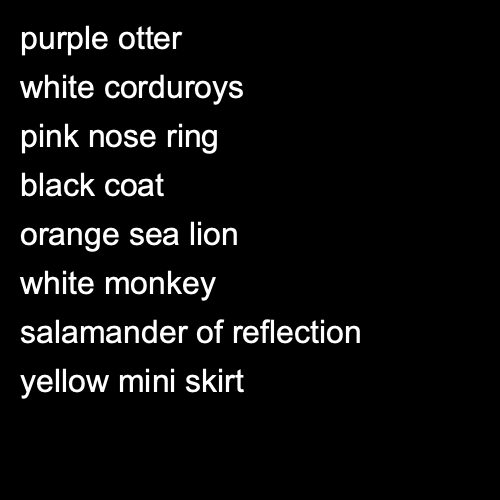 purple otter
white corduroys
pink nose ring
black coat
orange sea lion
white monkey
salamander of reflection
yellow mini skirt